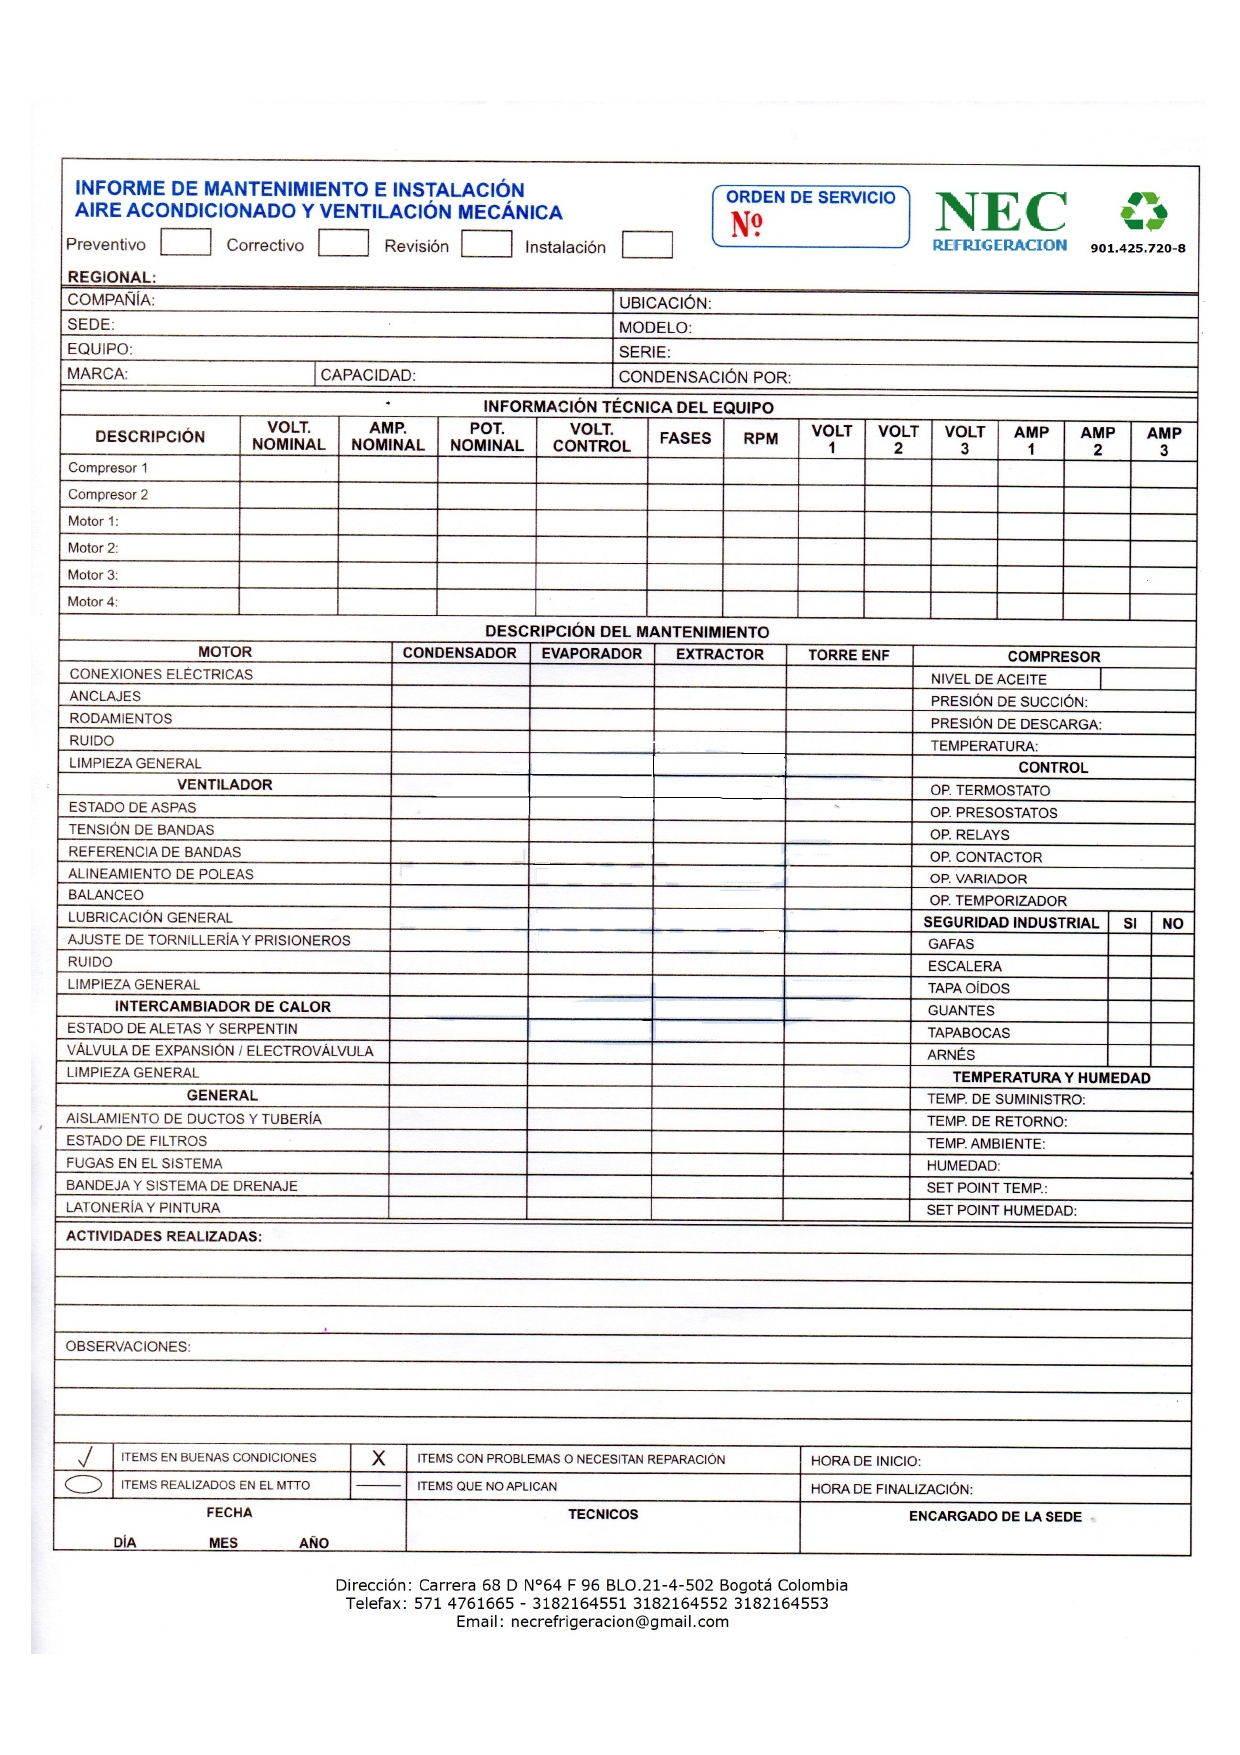 INFORME DE MANTENIMIENTO E INSTALACIÓN
AIRE ACONDICIONADO Y VENTILACIÓN MECÁNICA
ORDEN DE SERVICIO
Nº
NEC
REFRIGERACION
901.425.720-8
Preventivo Correctivo Revisión Instalación
REGIONAL:
COMPAÑÍA: UBICACIÓN:
SEDE: MODELO:
EQUIPO: SERIE:
MARCA: CAPACIDAD: CONDENSACIÓN POR:
INFORMACIÓN TÉCNICA DEL EQUIPO
DESCRIPCIÓN VOLT. NOMINAL AMP. NOMINAL POT. NOMINAL VOLT. CONTROL FASES RPM VOLT 1 VOLT 2 VOLT 3 AMP 1 AMP 2 AMP 3
Compresor 1
Compresor 2
Motor 1:
Motor 2:
Motor 3:
Motor 4:
DESCRIPCIÓN DEL MANTENIMIENTO
MOTOR CONDENSADOR EVAPORADOR EXTRACTOR TORRE ENF COMPRESOR
CONEXIONES ELÉCTRICAS NIVEL DE ACEITE
ANCLAJES PRESIÓN DE SUCCIÓN:
RODAMIENTOS PRESIÓN DE DESCARGA:
RUIDO TEMPERATURA:
LIMPIEZA GENERAL CONTROL
VENTILADOR OP. TERMOSTATO
ESTADO DE ASPAS OP. PRESOSTATOS
TENSIÓN DE BANDAS OP. RELAYS
REFERENCIA DE BANDAS OP. CONTACTOR
ALINEAMIENTO DE POLEAS OP. VARIADOR
BALANCEO OP. TEMPORIZADOR
LUBRICACIÓN GENERAL SEGURIDAD INDUSTRIAL SI NO
AJUSTE DE TORNILLERÍA Y PRISIONEROS GAFAS
RUIDO ESCALERA
LIMPIEZA GENERAL TAPA OÍDOS
INTERCAMBIADOR DE CALOR GUANTES
ESTADO DE ALETAS Y SERPENTIN TAPABOCAS
VÁLVULA DE EXPANSIÓN / ELECTROVÁLVULA ARNÉS
LIMPIEZA GENERAL TEMPERATURA Y HUMEDAD
GENERAL TEMP. DE SUMINISTRO:
AISLAMIENTO DE DUCTOS Y TUBERÍA TEMP. DE RETORNO:
ESTADO DE FILTROS TEMP. AMBIENTE:
FUGAS EN EL SISTEMA HUMEDAD:
BANDEJA Y SISTEMA DE DRENAJE SET POINT TEMP.:
LATONERÍA Y PINTURA SET POINT HUMEDAD:
ACTIVIDADES REALIZADAS:
OBSERVACIONES:
√ ITEMS EN BUENAS CONDICIONES X ITEMS CON PROBLEMAS O NECESITAN REPARACIÓN HORA DE INICIO:
ITEMS REALIZADOS EN EL MTTO ITEMS QUE NO APLICAN HORA DE FINALIZACIÓN:
FECHA TECNICOS ENCARGADO DE LA SEDE
DÍA MES AÑO
Dirección: Carrera 68 D N°64 F 96 BLO.21-4-502 Bogotá Colombia
Telefax: 571 4761665 - 3182164551 3182164552 3182164553
Email: necrefrigeracion@gmail.com